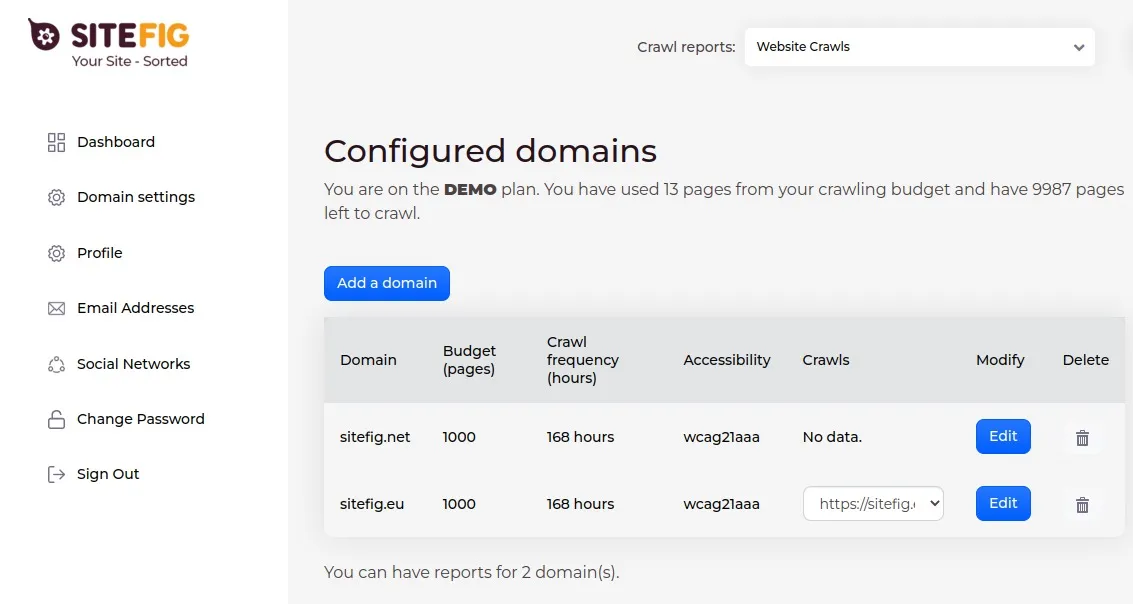 SITEFIG
Your Site - Sorted
Crawl reports:
Website Crawls
Dashboard
Domain settings
Profile
Email Addresses
Social Networks
Change Password
Sign Out
Configured domains
You are on the DEMO plan. You have used 13 pages from your crawling budget and have 9987 pages
left to crawl.
Add a domain
Domain
Budget
(pages)
Crawl
frequency
(hours)
Accessibility
Crawls
Modify
Delete
sitefig.net
1000
168 hours
wcag21aaa
No data.
Edit
sitefig.eu
1000
168 hours
wcag21aaa
https://sitefig.
Edit
You can have reports for 2 domain(s).